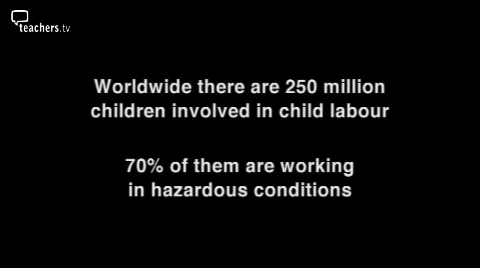 teachers.tv
Worldwide there are 250 million
children involved in child labour
70% of them are working
in hazardous conditions